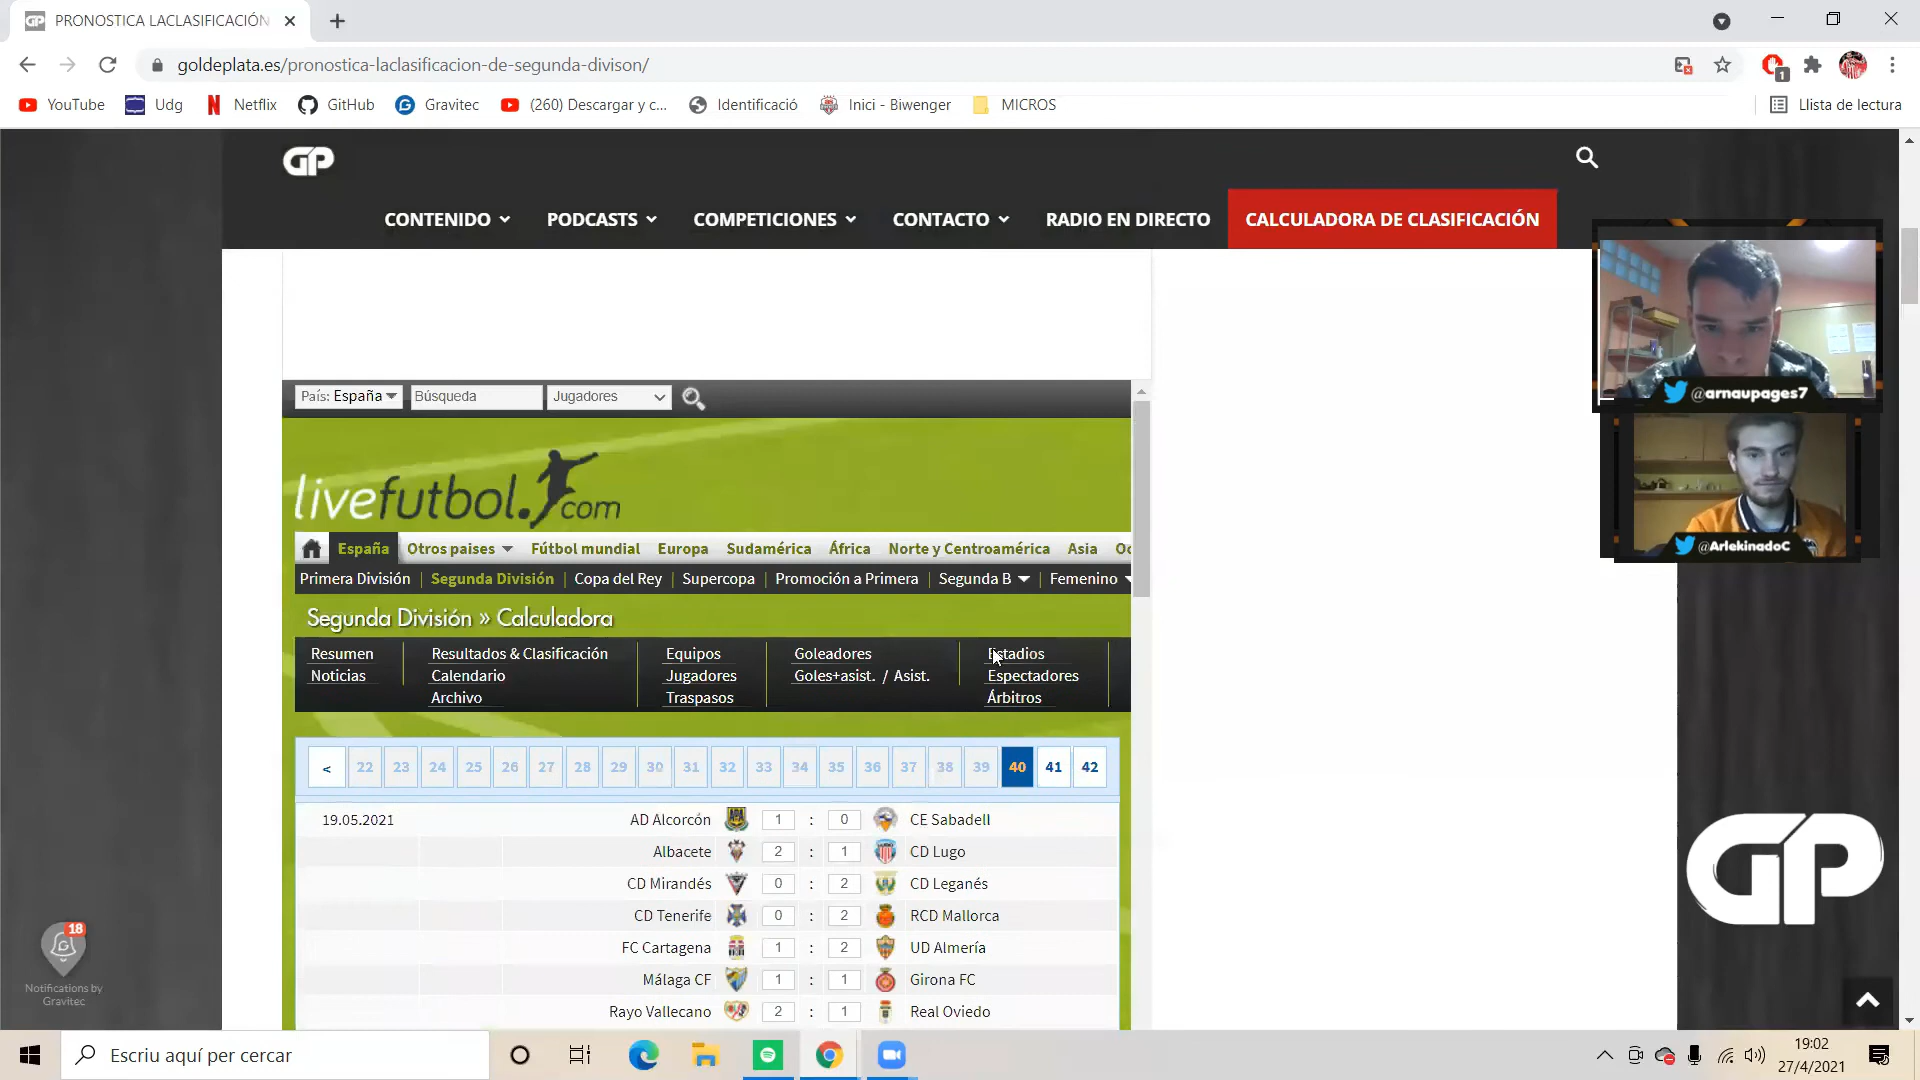 GP PRONOSTICA LACLASIFICACIÓN
goldeplata.es/pronostica-laclasificacion-de-segunda-divison/
1
YouTube Udg Netflix GitHub Gravitec (260) Descargar y c... Identificació Inici - Biwenger MICROS Llista de lectura
GP
CONTENIDO PODCASTS COMPETICIONES CONTACTO RADIO EN DIRECTO CALCULADORA DE CLASIFICACIÓN
@arnaupages7
@ArlekinadoC
País: España Búsqueda Jugadores
livefutbol.com
España Otros paises Fútbol mundial Europa Sudamérica África Norte y Centroamérica Asia Oc
Primera División Segunda División Copa del Rey Supercopa Promoción a Primera Segunda B Femenino
Segunda División » Calculadora
Resumen Resultados & Clasificación Equipos Goleadores Estadios
Noticias Calendario Jugadores Goles+asist. / Asist. Espectadores
Archivo Traspasos Árbitros
< 22 23 24 25 26 27 28 29 30 31 32 33 34 35 36 37 38 39 40 41 42
19.05.2021 AD Alcorcón 1 : 0 CE Sabadell
Albacete 2 : 1 CD Lugo
CD Mirandés 0 : 2 CD Leganés
CD Tenerife 0 : 2 RCD Mallorca
FC Cartagena 1 : 2 UD Almería
Málaga CF 1 : 1 Girona FC
Rayo Vallecano 2 : 1 Real Oviedo
GP
18
Notifications by
Gravitec
Escriu aquí per cercar
19:02
27/4/2021